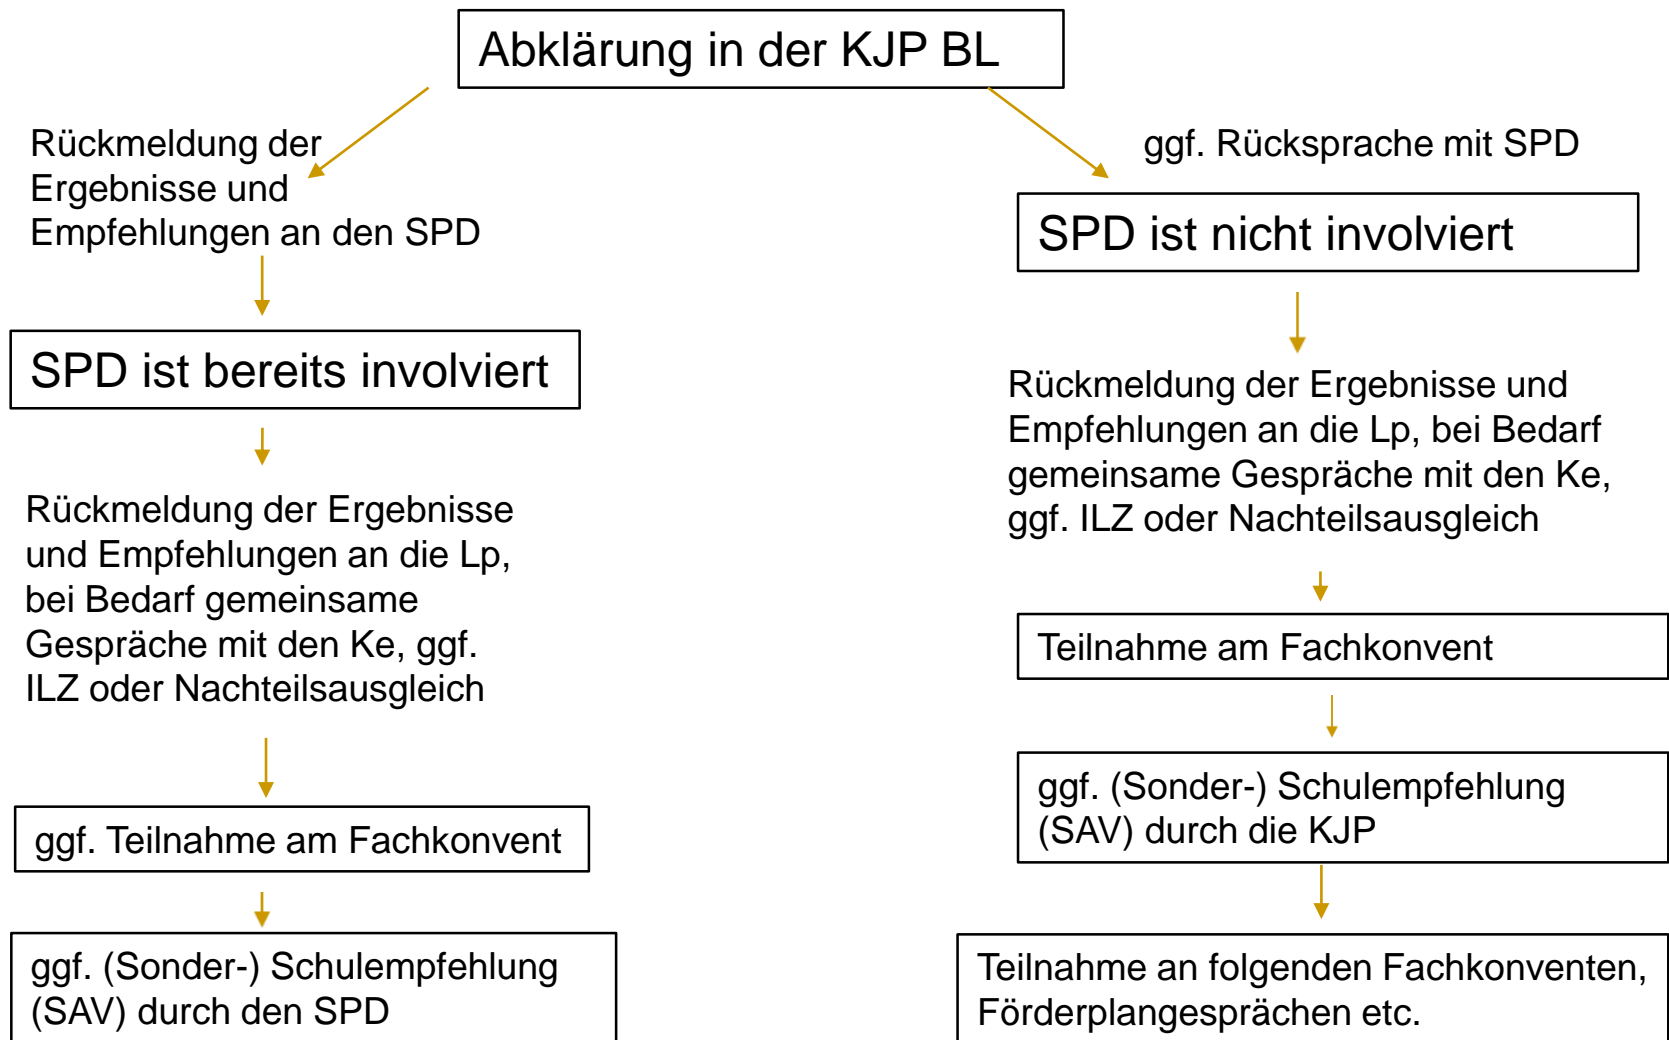 Abklärung in der KJP BL
Rückmeldung der
Ergebnisse und
Empfehlungen an den SPD
SPD ist bereits involviert
Rückmeldung der Ergebnisse
und Empfehlungen an die Lp,
bei Bedarf gemeinsame
Gespräche mit den Ke, ggf.
ILZ oder Nachteilsausgleich
ggf. Teilnahme am Fachkonvent
ggf. (Sonder-) Schulempfehlung
(SAV) durch den SPD
ggf. Rücksprache mit SPD
SPD ist nicht involviert
Rückmeldung der Ergebnisse und
Empfehlungen an die Lp, bei Bedarf
gemeinsame Gespräche mit den Ke,
ggf. ILZ oder Nachteilsausgleich
Teilnahme am Fachkonvent
ggf. (Sonder-) Schulempfehlung
(SAV) durch die KJP
Teilnahme an folgenden Fachkonventen,
Förderplangesprächen etc.